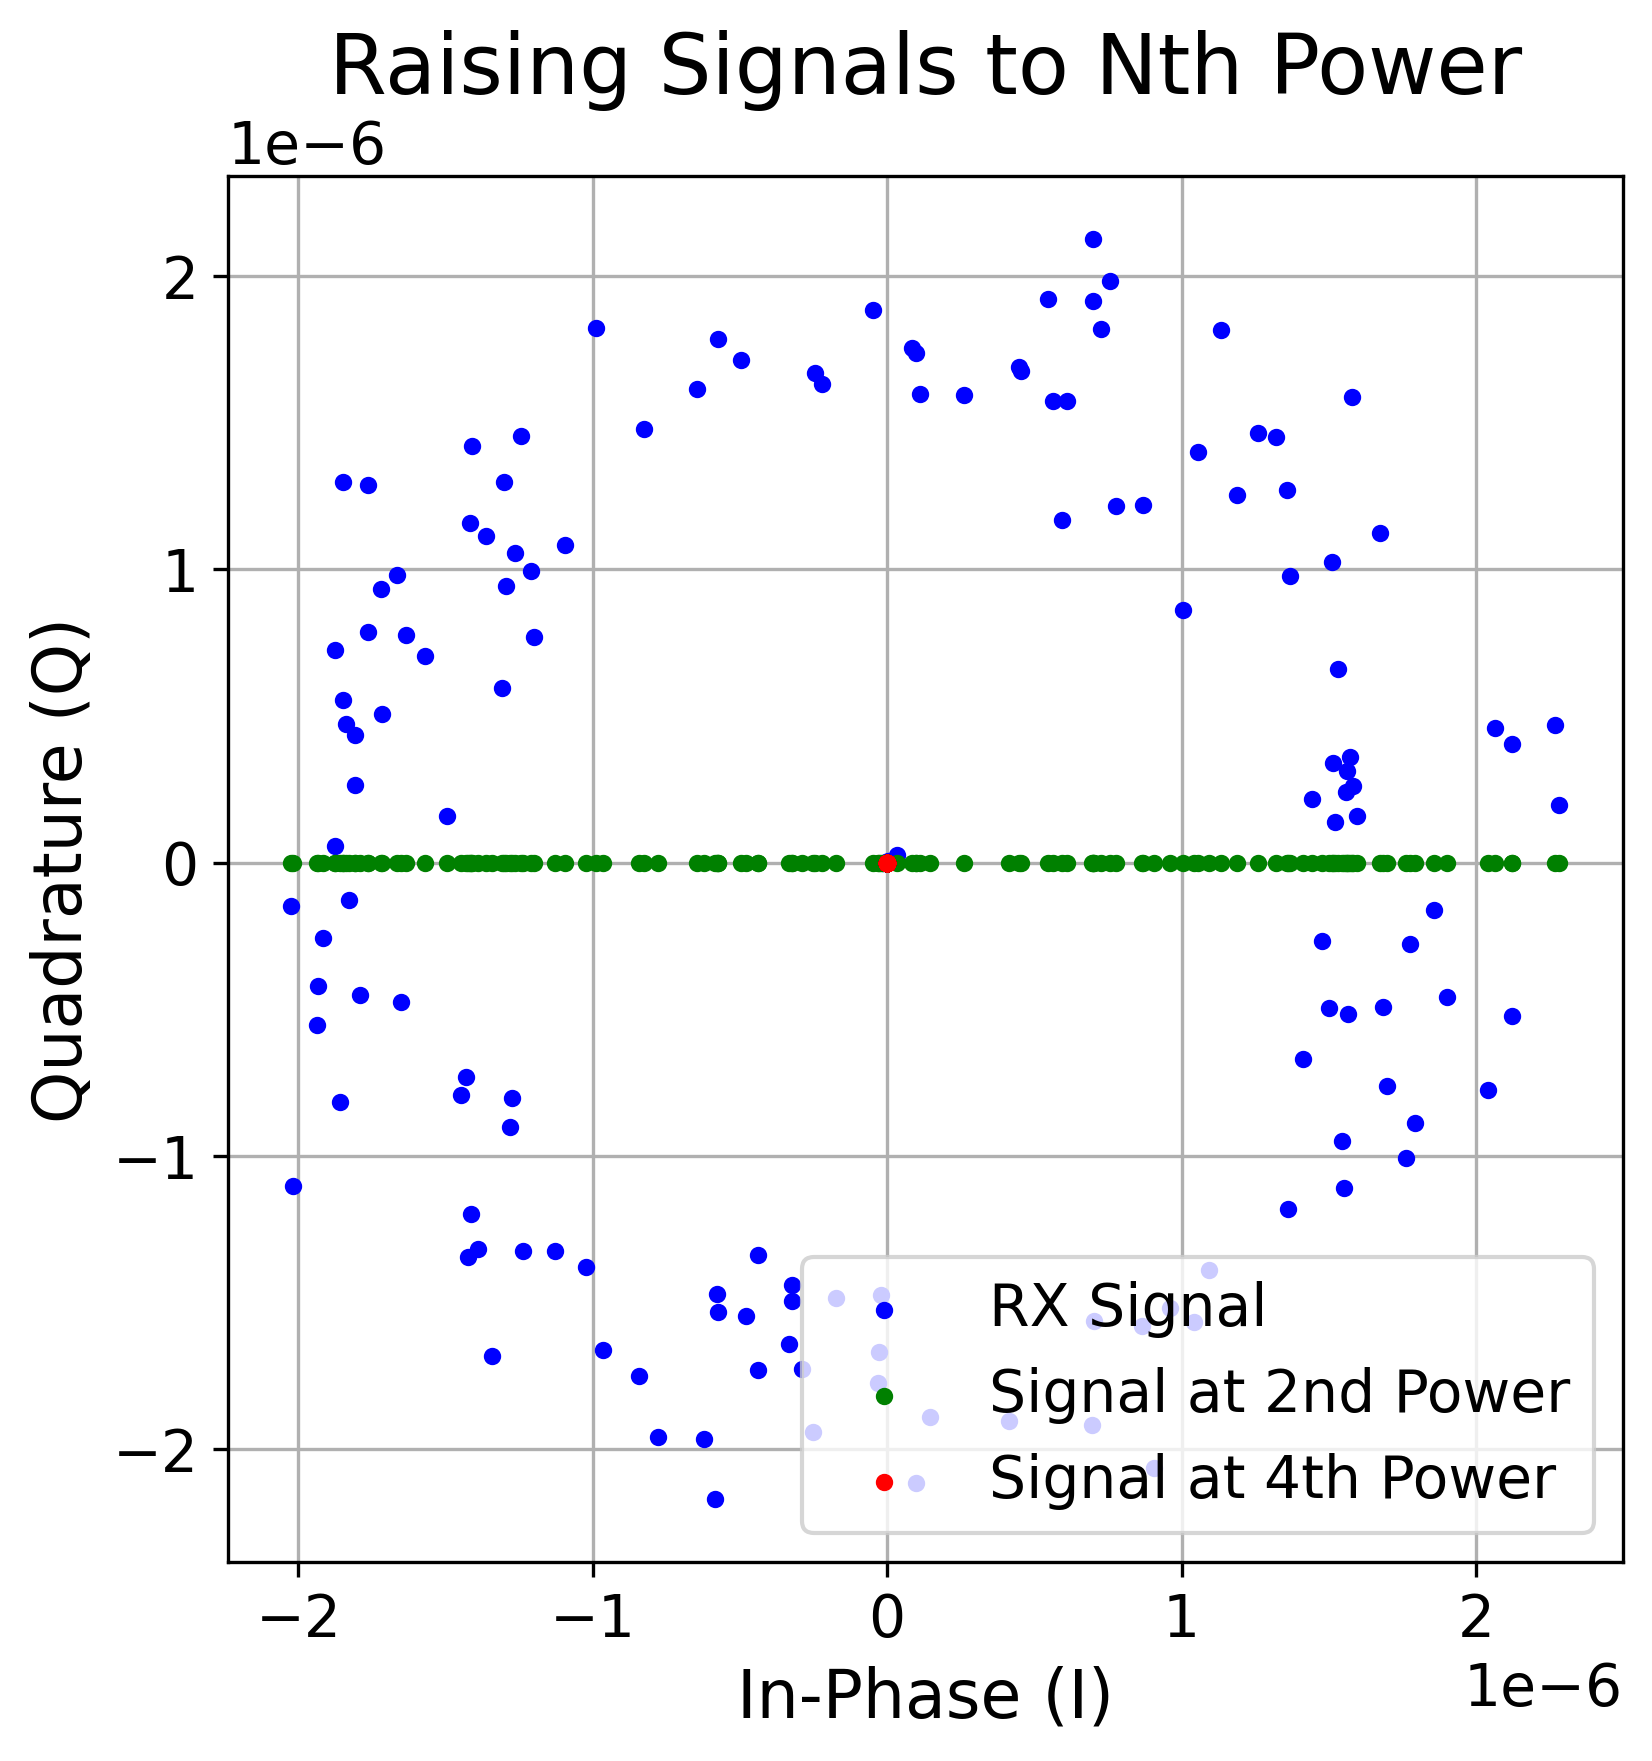 Raising Signals to Nth Power
1e−6
2
1
0
−1
−2
Quadrature (Q)
RX Signal
Signal at 2nd Power
Signal at 4th Power
−2 −1 0 1 2
1e−6
In-Phase (I)